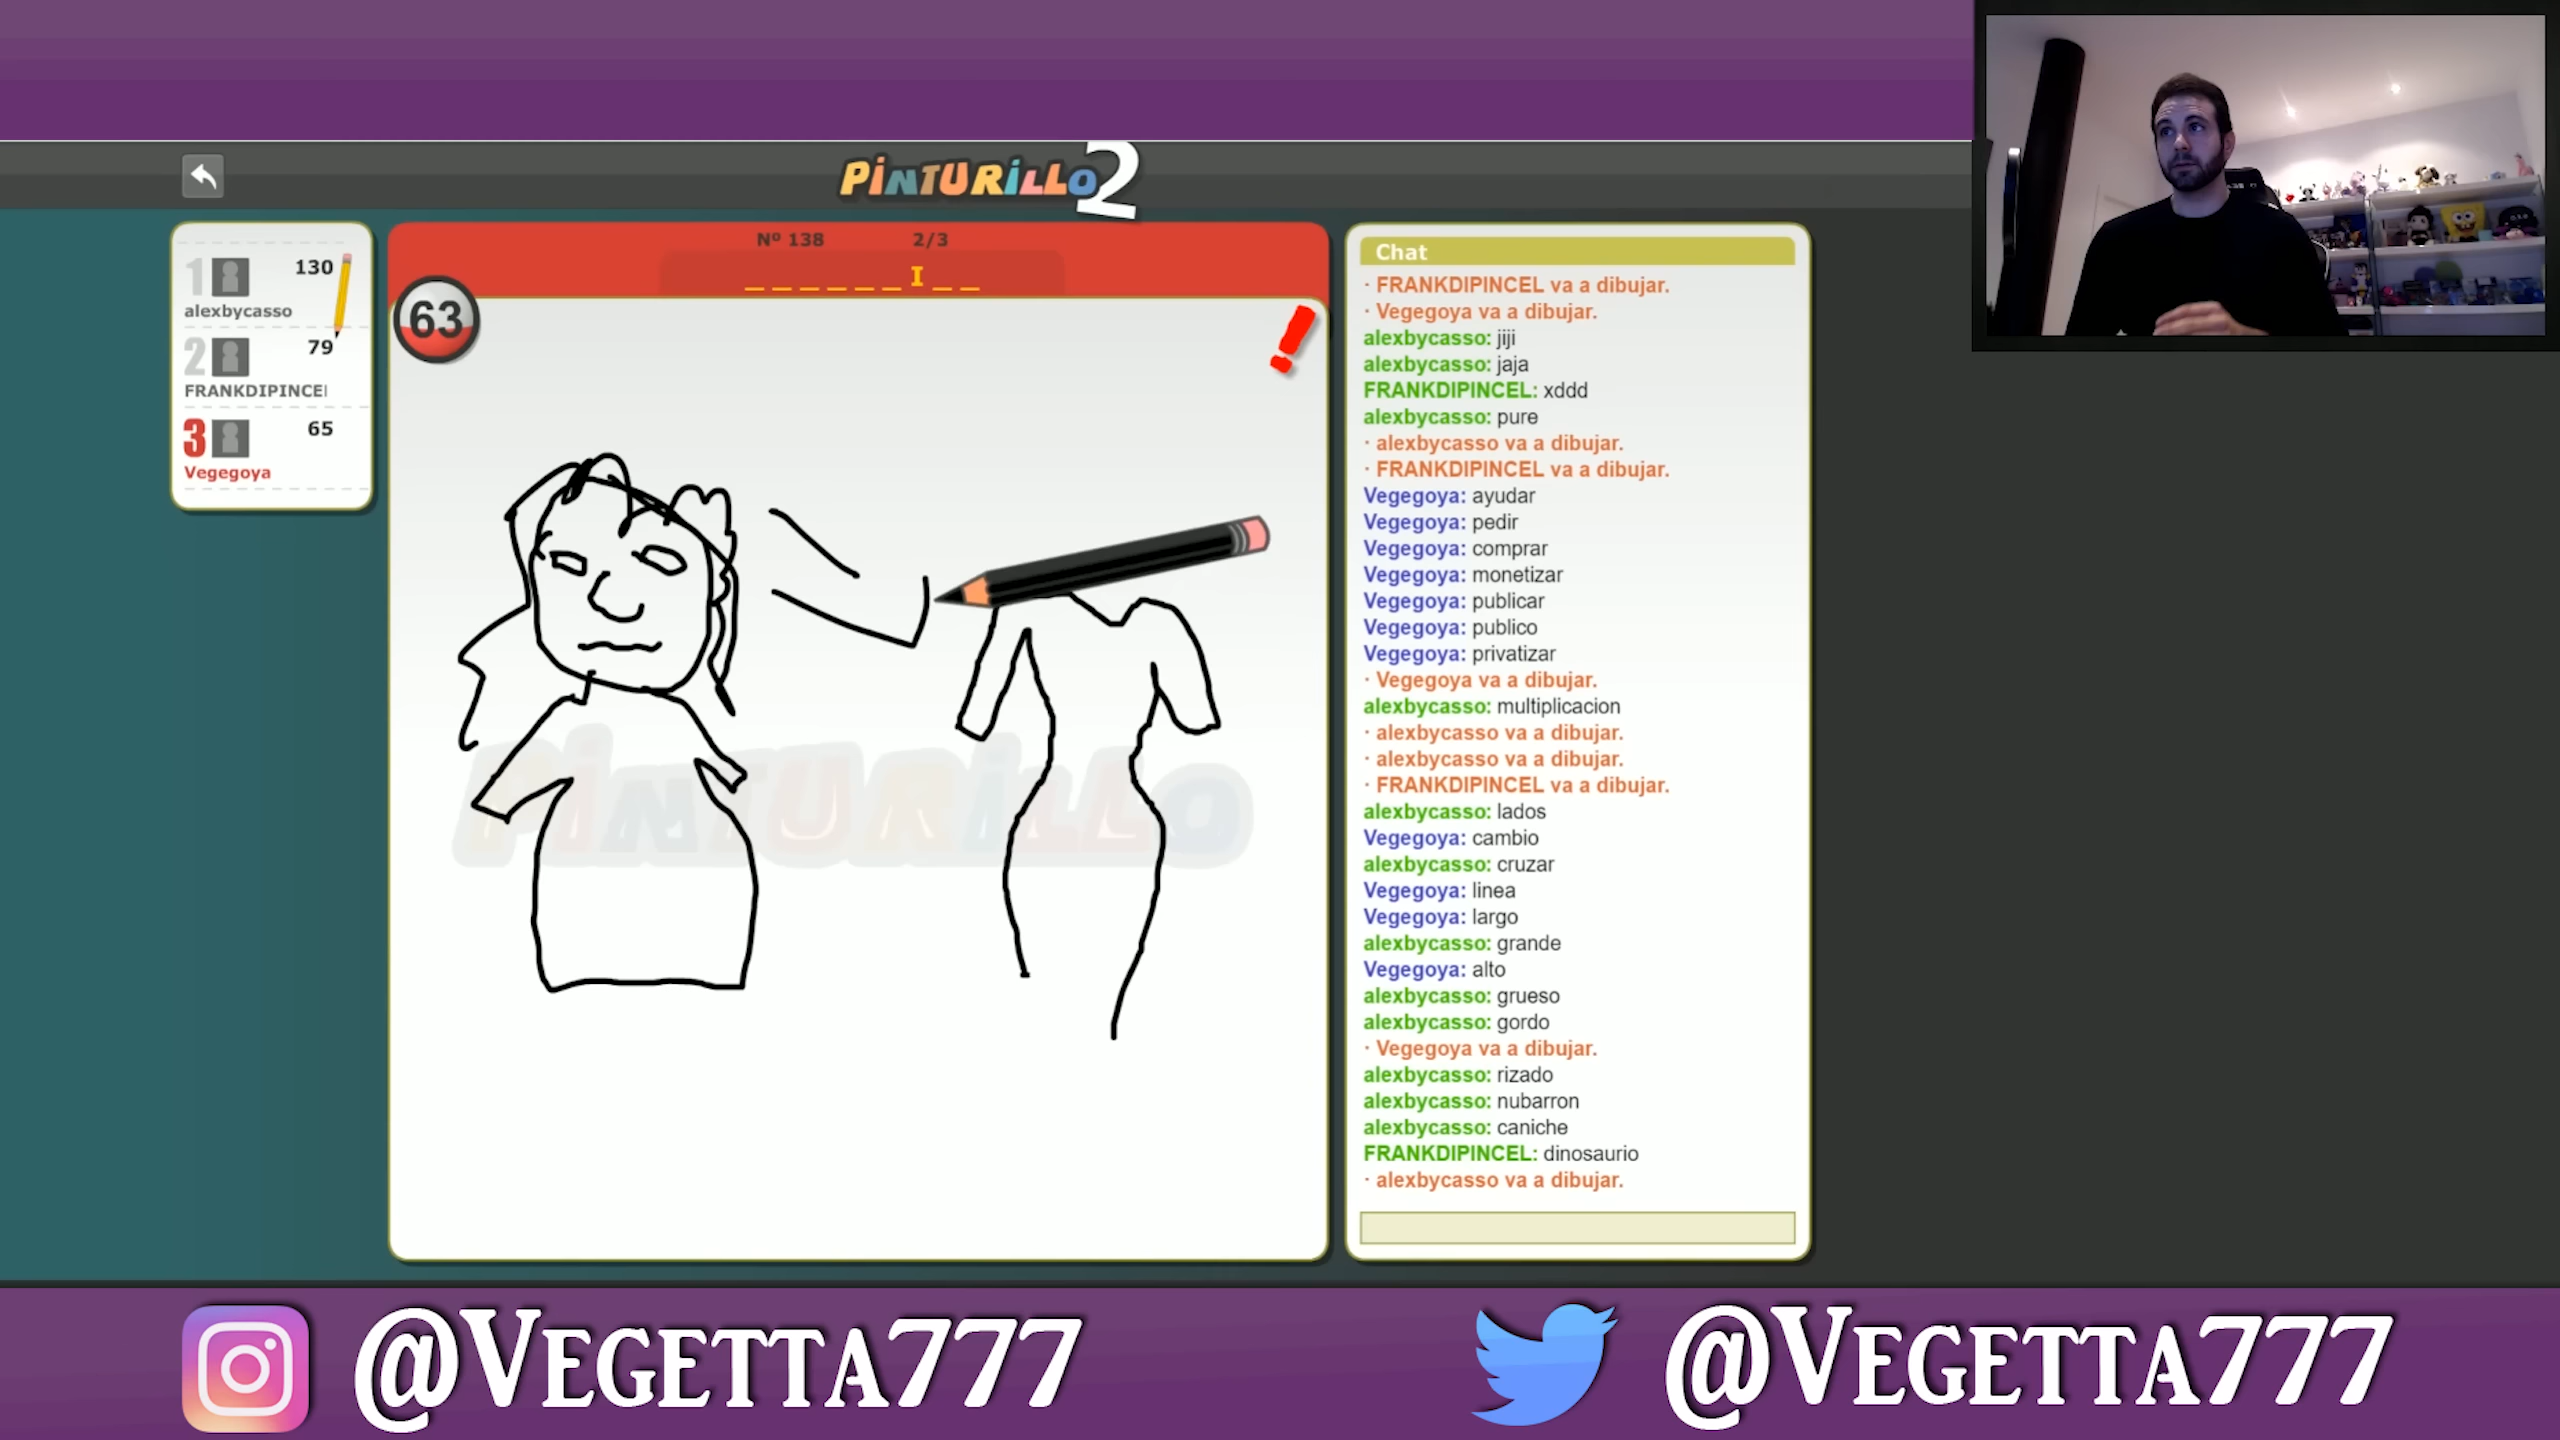 PiNTURiLLO 2
1 130
alexbycasso
2 79
FRANKDIPINCEl
3 65
Vegegoya
Nº 138 2/3
_ _ _ _ _ _ I _ _
63
!
PiNTURiLLO
Chat
· FRANKDIPINCEL va a dibujar.
· Vegegoya va a dibujar.
alexbycasso: jiji
alexbycasso: jaja
FRANKDIPINCEL: xddd
alexbycasso: pure
· alexbycasso va a dibujar.
· FRANKDIPINCEL va a dibujar.
Vegegoya: ayudar
Vegegoya: pedir
Vegegoya: comprar
Vegegoya: monetizar
Vegegoya: publicar
Vegegoya: publico
Vegegoya: privatizar
· Vegegoya va a dibujar.
alexbycasso: multiplicacion
· alexbycasso va a dibujar.
· alexbycasso va a dibujar.
· FRANKDIPINCEL va a dibujar.
alexbycasso: lados
Vegegoya: cambio
alexbycasso: cruzar
Vegegoya: linea
Vegegoya: largo
alexbycasso: grande
Vegegoya: alto
alexbycasso: grueso
alexbycasso: gordo
· Vegegoya va a dibujar.
alexbycasso: rizado
alexbycasso: nubarron
alexbycasso: caniche
FRANKDIPINCEL: dinosaurio
· alexbycasso va a dibujar.
@VEGETTA777
@VEGETTA777